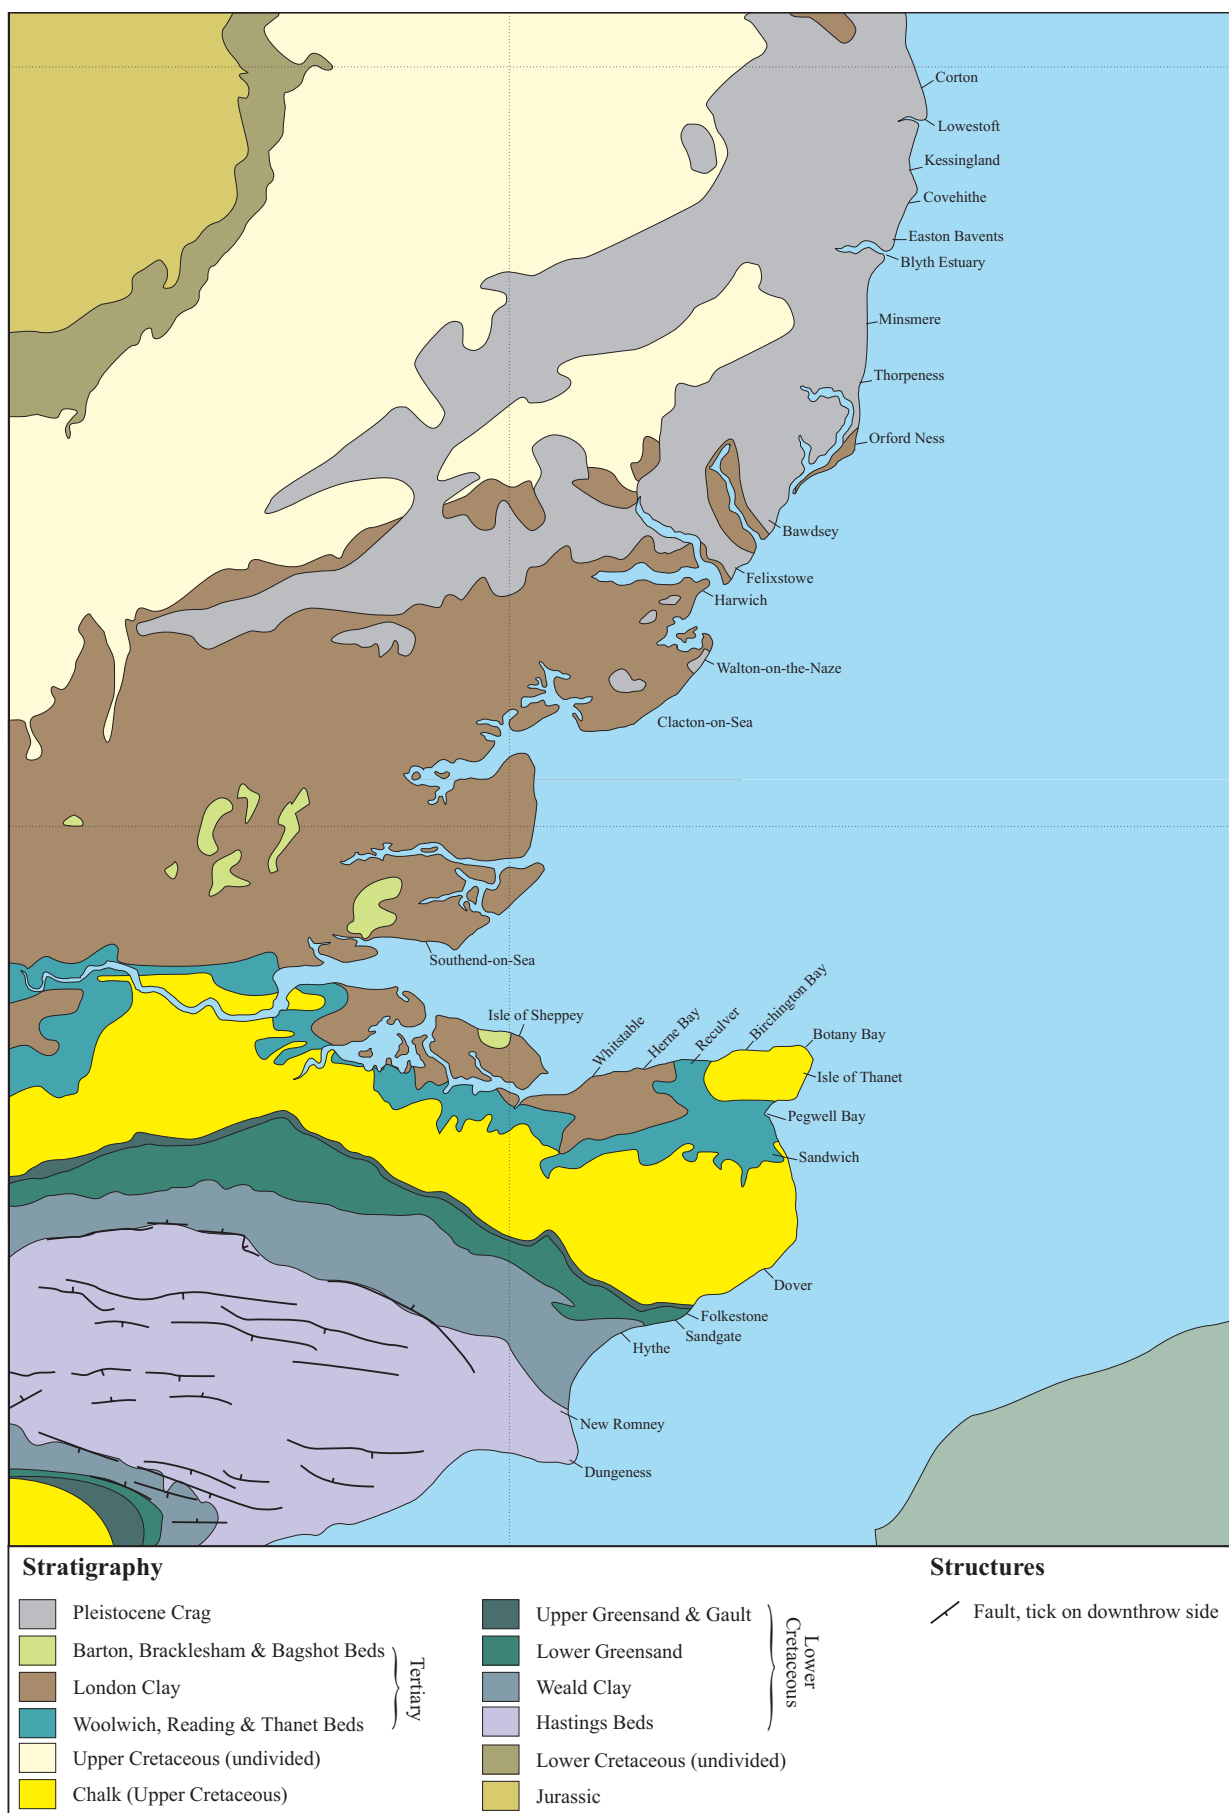 Corton
Lowestoft
Kessingland
Covehithe
Easton Bavents
Blyth Estuary
Minsmere
Thorpeness
Orford Ness
Bawdsey
Felixstowe
Harwich
Walton-on-the-Naze
Clacton-on-Sea
Southend-on-Sea
Isle of Sheppey
Whitstable
Herne Bay
Reculver
Birchington Bay
Botany Bay
Isle of Thanet
Pegwell Bay
Sandwich
Dover
Folkestone
Sandgate
Hythe
New Romney
Dungeness
Stratigraphy
Pleistocene Crag
Barton, Bracklesham & Bagshot Beds
London Clay
Woolwich, Reading & Thanet Beds
Tertiary
Upper Cretaceous (undivided)
Chalk (Upper Cretaceous)
Upper Greensand & Gault
Lower Greensand
Weald Clay
Hastings Beds
Lower
Cretaceous
Lower Cretaceous (undivided)
Jurassic
Structures
Fault, tick on downthrow side